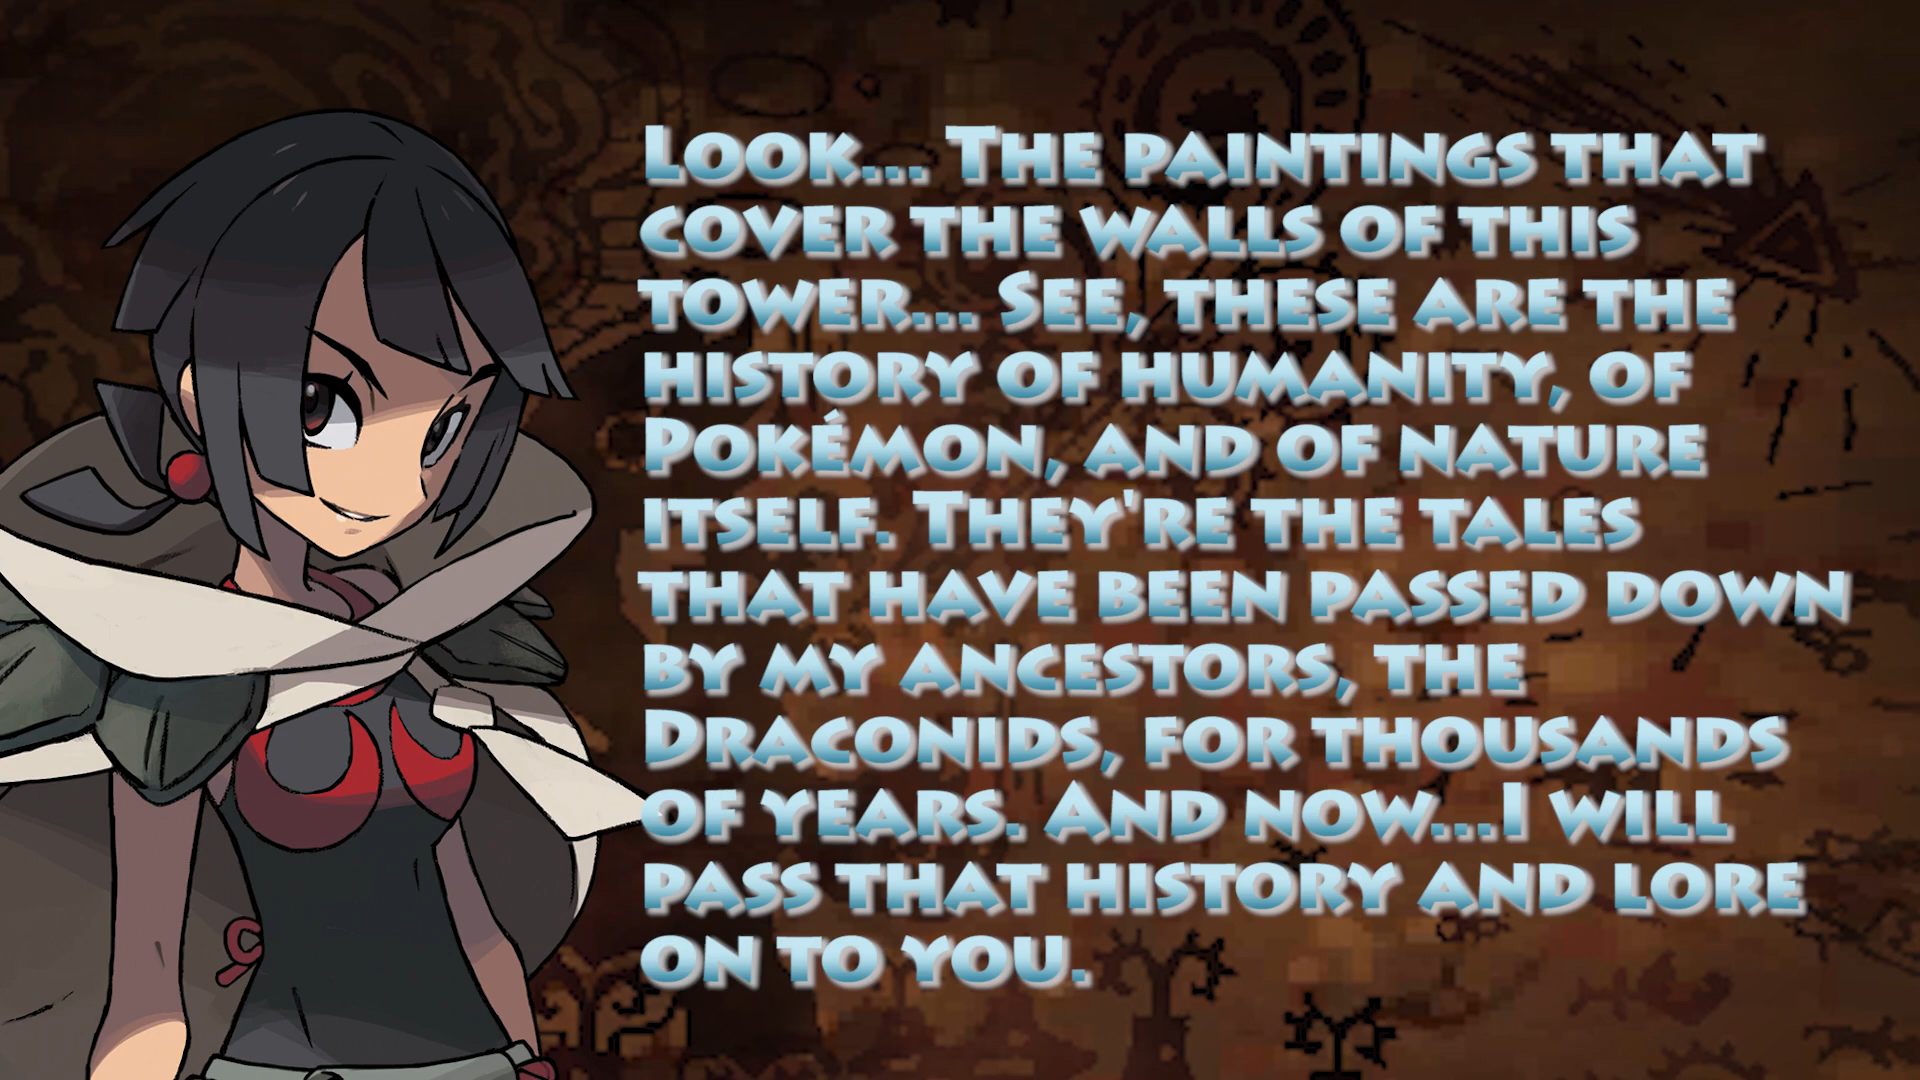 Look... The paintings that
cover the walls of this
tower... See, these are the
history of humanity, of
Pokémon, and of nature
itself. They're the tales
that have been passed down
by my ancestors, the
Draconids, for thousands
of years. And now...I will
pass that history and lore
on to you.